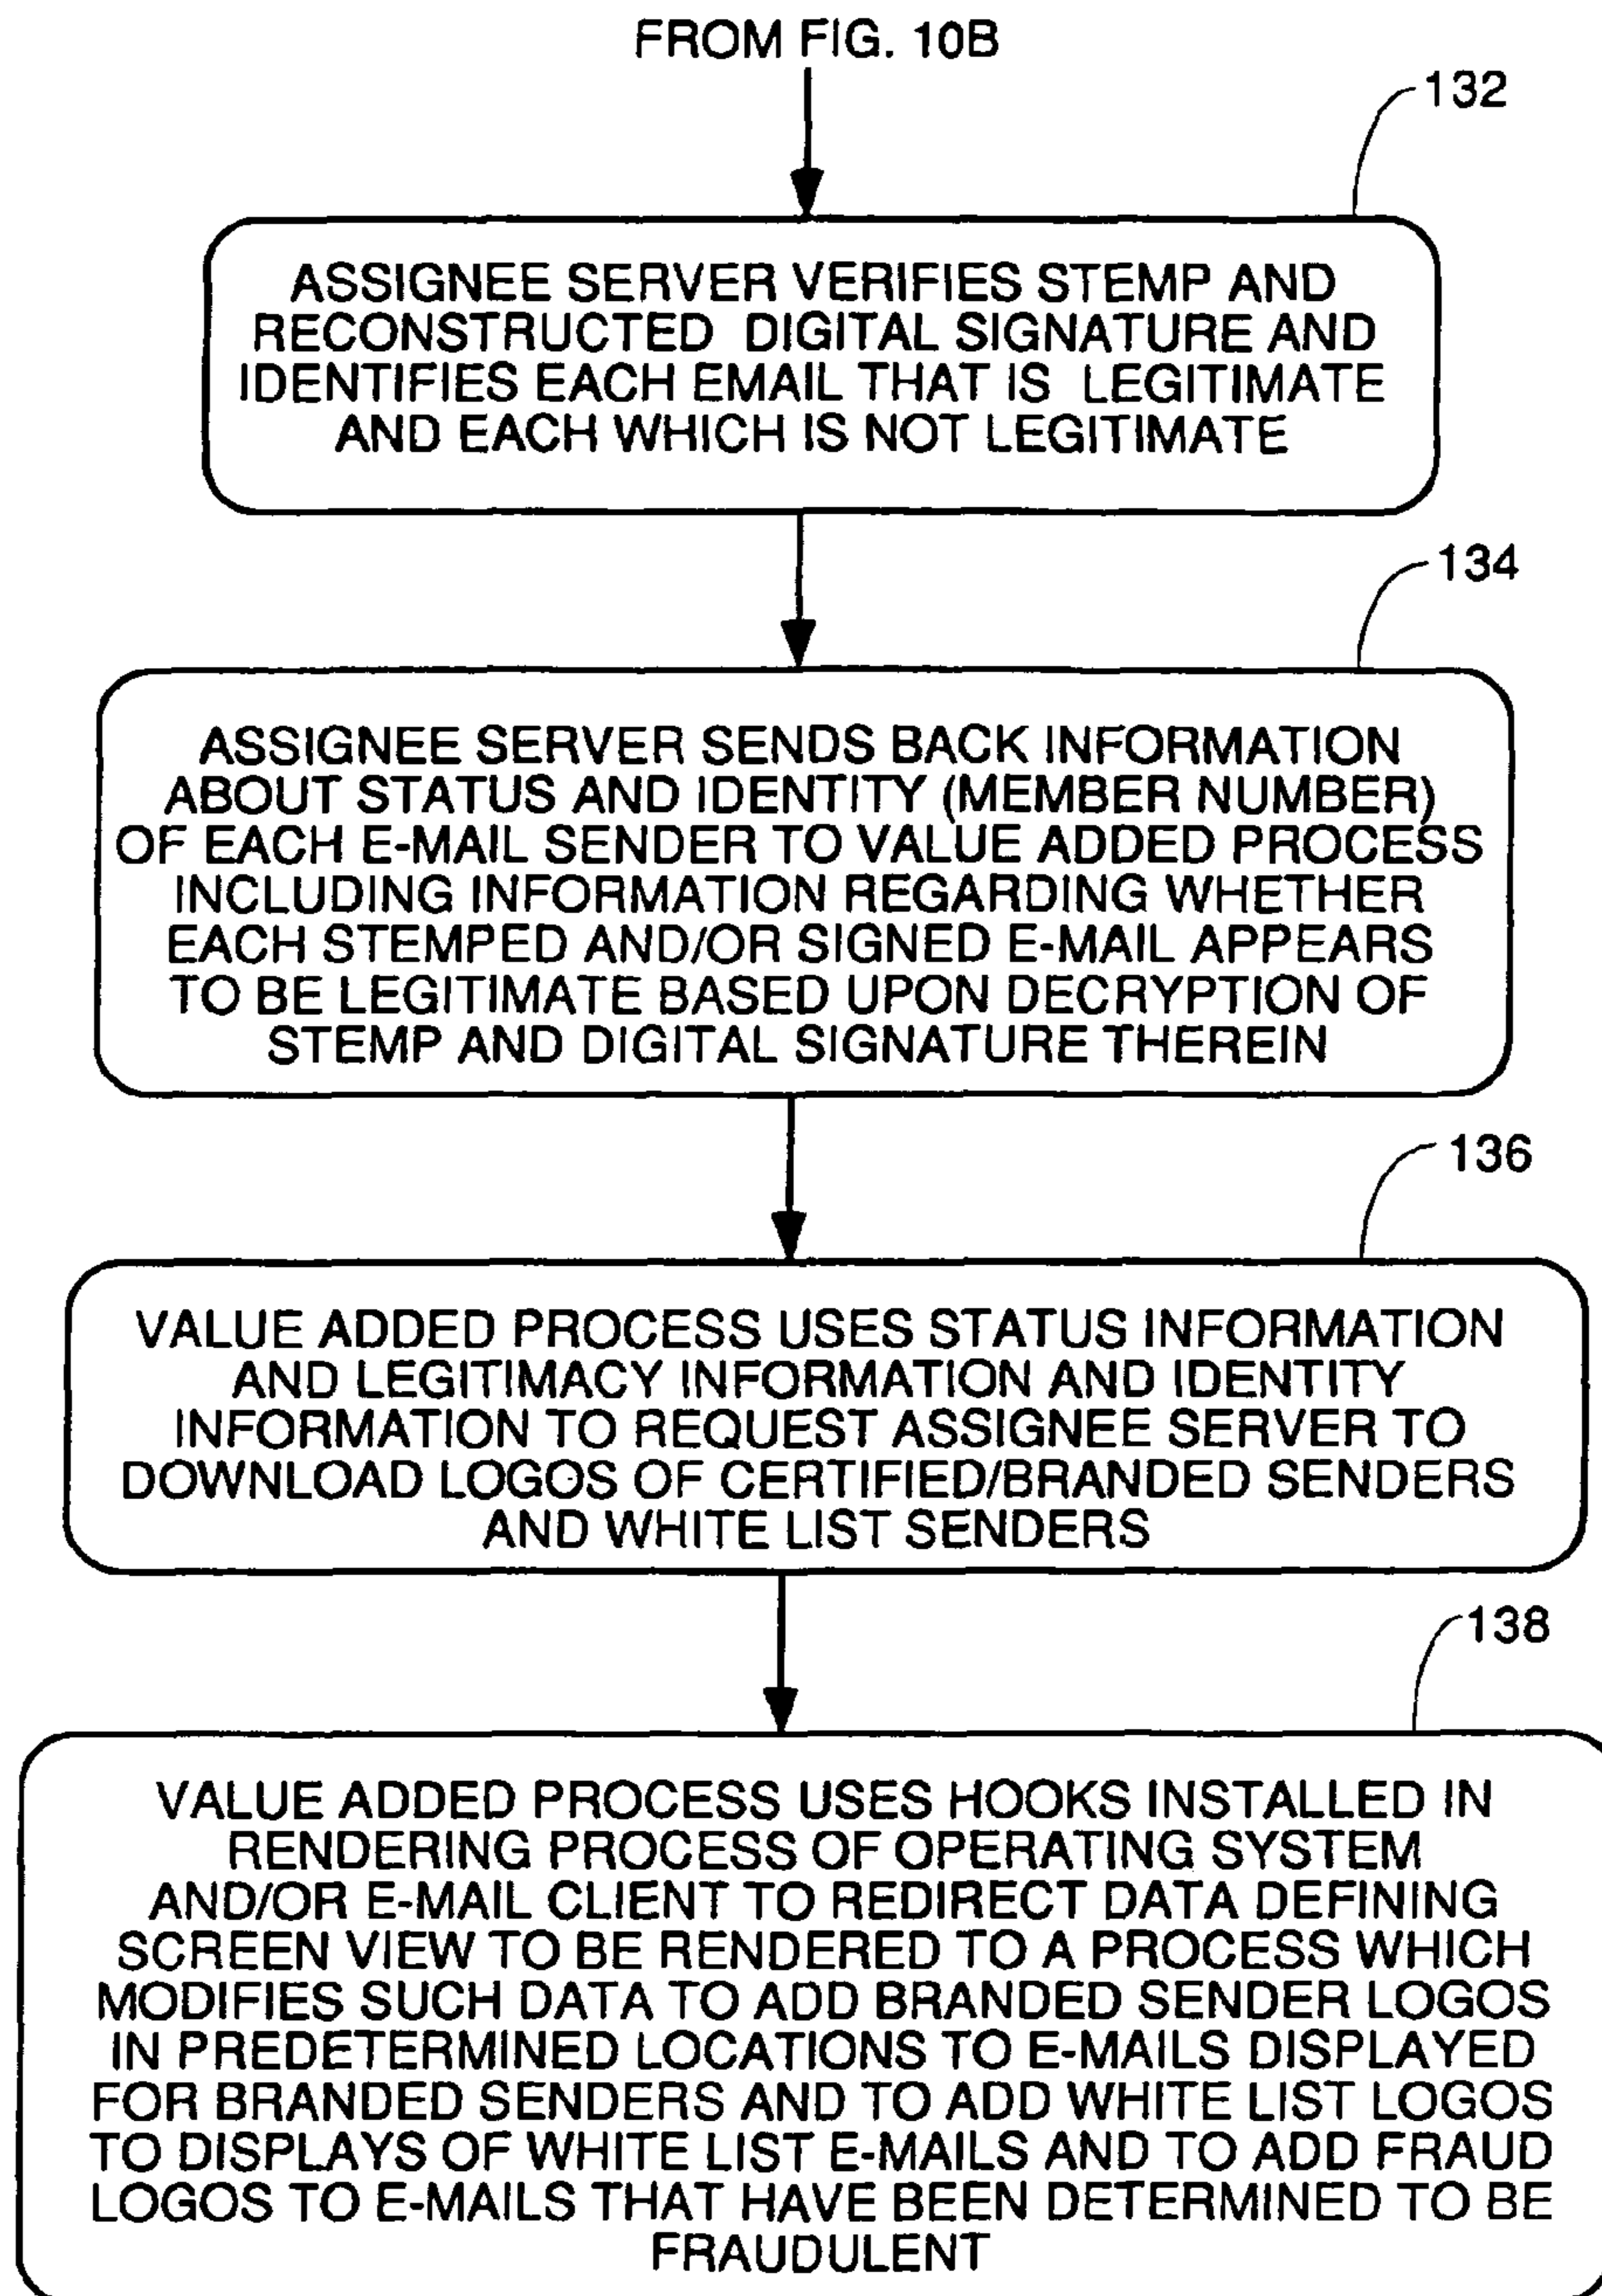 FROM FIG. 10B
132
ASSIGNEE SERVER VERIFIES STEMP AND
RECONSTRUCTED DIGITAL SIGNATURE AND
IDENTIFIES EACH EMAIL THAT IS LEGITIMATE
AND EACH WHICH IS NOT LEGITIMATE
134
ASSIGNEE SERVER SENDS BACK INFORMATION
ABOUT STATUS AND IDENTITY (MEMBER NUMBER)
OF EACH E-MAIL SENDER TO VALUE ADDED PROCESS
INCLUDING INFORMATION REGARDING WHETHER
EACH STEMPED AND/OR SIGNED E-MAIL APPEARS
TO BE LEGITIMATE BASED UPON DECRYPTION OF
STEMP AND DIGITAL SIGNATURE THEREIN
136
VALUE ADDED PROCESS USES STATUS INFORMATION
AND LEGITIMACY INFORMATION AND IDENTITY
INFORMATION TO REQUEST ASSIGNEE SERVER TO
DOWNLOAD LOGOS OF CERTIFIED/BRANDED SENDERS
AND WHITE LIST SENDERS
138
VALUE ADDED PROCESS USES HOOKS INSTALLED IN
RENDERING PROCESS OF OPERATING SYSTEM
AND/OR E-MAIL CLIENT TO REDIRECT DATA DEFINING
SCREEN VIEW TO BE RENDERED TO A PROCESS WHICH
MODIFIES SUCH DATA TO ADD BRANDED SENDER LOGOS
IN PREDETERMINED LOCATIONS TO E-MAILS DISPLAYED
FOR BRANDED SENDERS AND TO ADD WHITE LIST LOGOS
TO DISPLAYS OF WHITE LIST E-MAILS AND TO ADD FRAUD
LOGOS TO E-MAILS THAT HAVE BEEN DETERMINED TO BE
FRAUDULENT